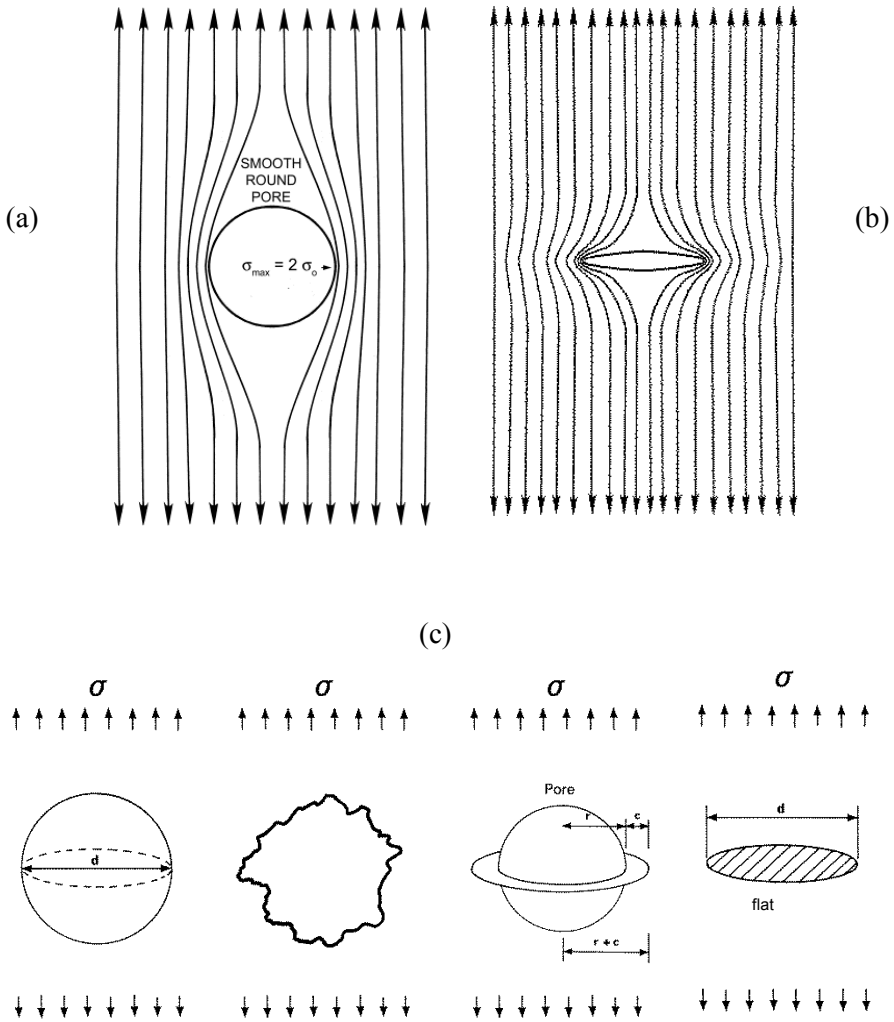 (a)
SMOOTH
ROUND
PORE
σmax = 2 σo
(b)
(c)
σ
σ
σ
σ
d
Pore
r
c
r + c
d
flat